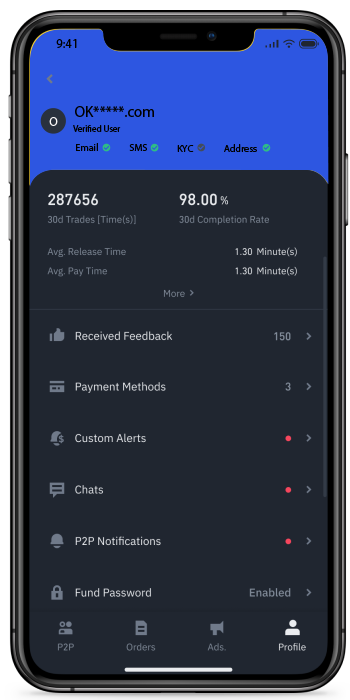 9:41
O
OK*****.com
Verified User
Email SMS KYC Address
287656 98.00 %
30d Trades [Time(s)] 30d Completion Rate
Avg. Release Time 1.30 Minute(s)
Avg. Pay Time 1.30 Minute(s)
More
Received Feedback 150
Payment Methods 3
Custom Alerts
Chats
P2P Notifications
Fund Password Enabled
P2P Orders Ads. Profile